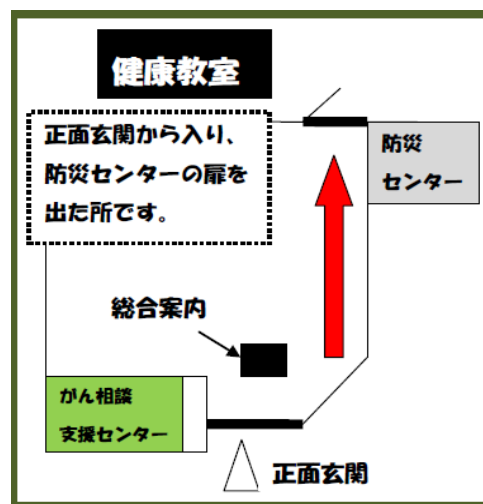 健康教室
正面玄関から入り、
防災センターの扉を
出た所です。
防災
センター
総合案内
がん相談
支援センター
正面玄関